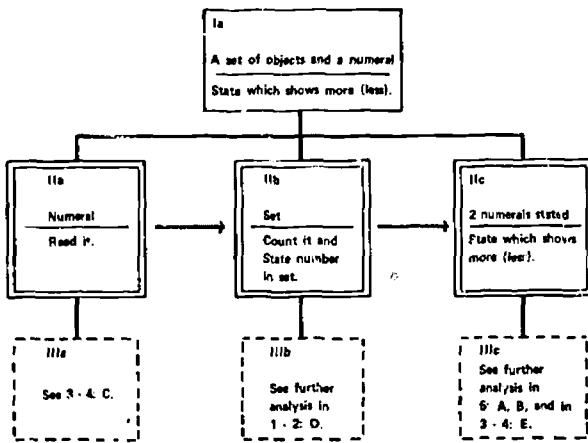 Ia
A set of objects and a numeral
State which shows more (less).
IIa
Numeral
Read it.
IIb
Set
Count it and
State number
in set.
IIc
2 numerals stated
State which shows
more (less).
IIIa
See 3 - 4: C.
IIIb
See further
analysis in
1 - 2: D.
IIIc
See further
analysis in
5: A, B, and in
3 - 4: E.